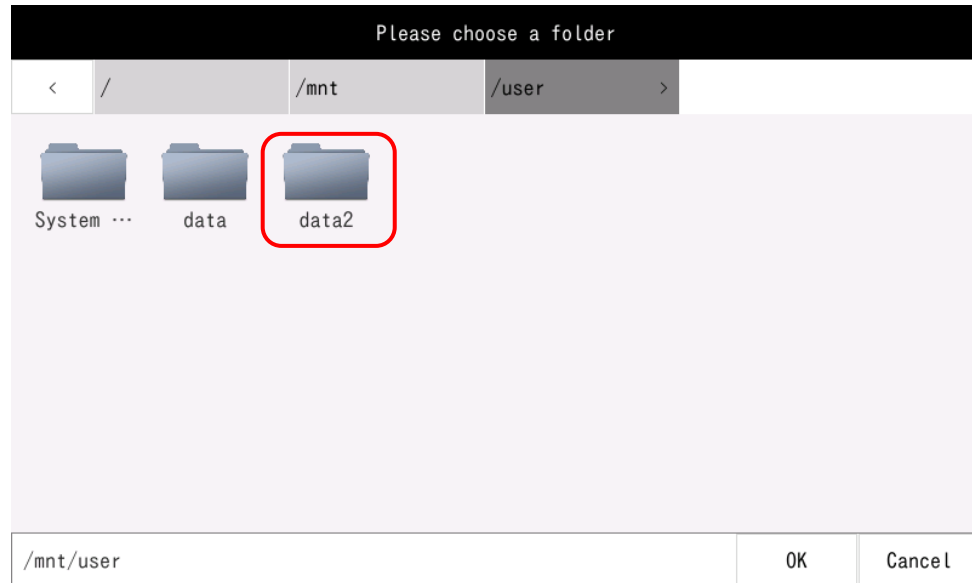 Please choose a folder
< / /mnt /user >
System … data data2
/mnt/user OK Cancel